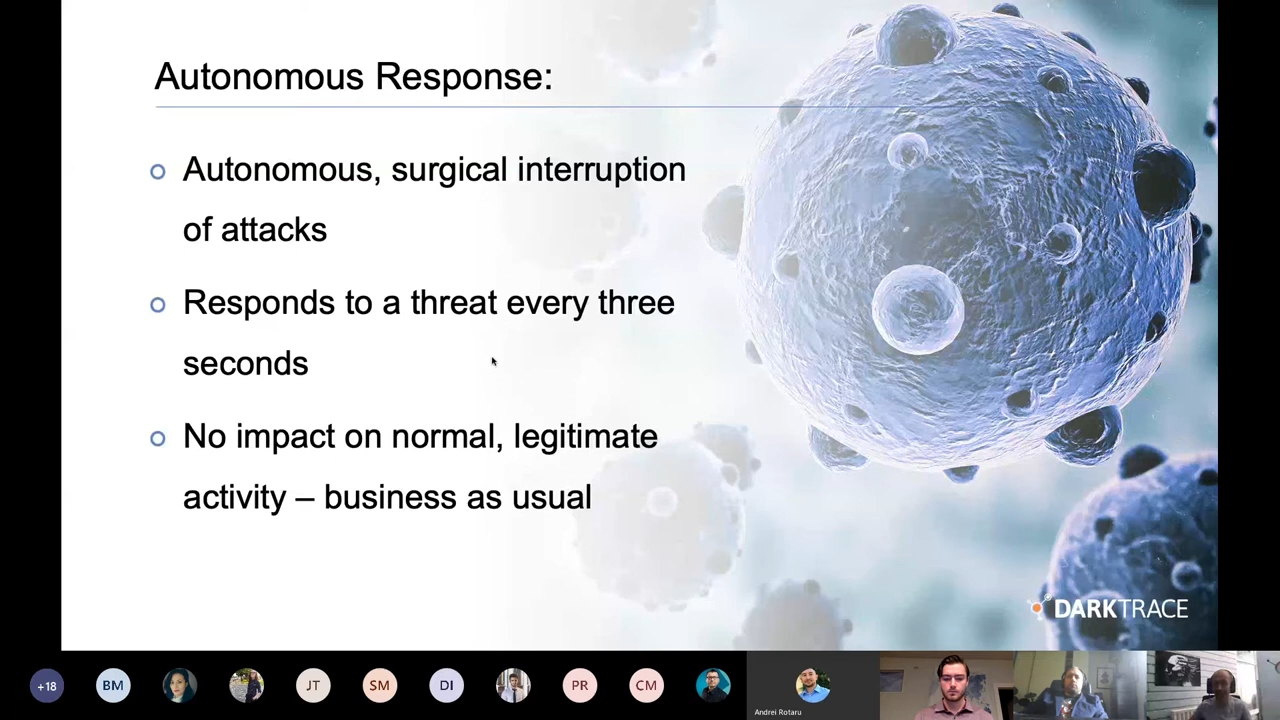 Autonomous Response:
Autonomous, surgical interruption
of attacks
Responds to a threat every three
seconds
No impact on normal, legitimate
activity – business as usual
DARKTRACE
+18
BM
JT
SM
DI
PR
CM
Andrei Rotaru